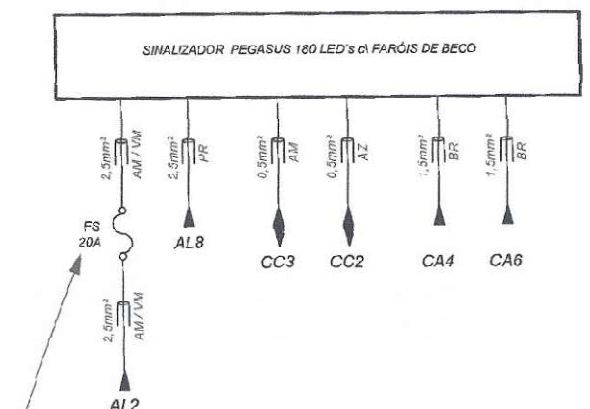 SINALIZADOR PEGASUS 180 LED's c\ FARÓIS DE BECO
2,5mm²
AM / VM
2,5mm²
PR
0,5mm²
AM
0,5mm²
AZ
1,5mm²
BR
1,5mm²
BR
FS
20A
AL8
CC3
CC2
CA4
CA6
2,5mm²
AM / VM
AL2